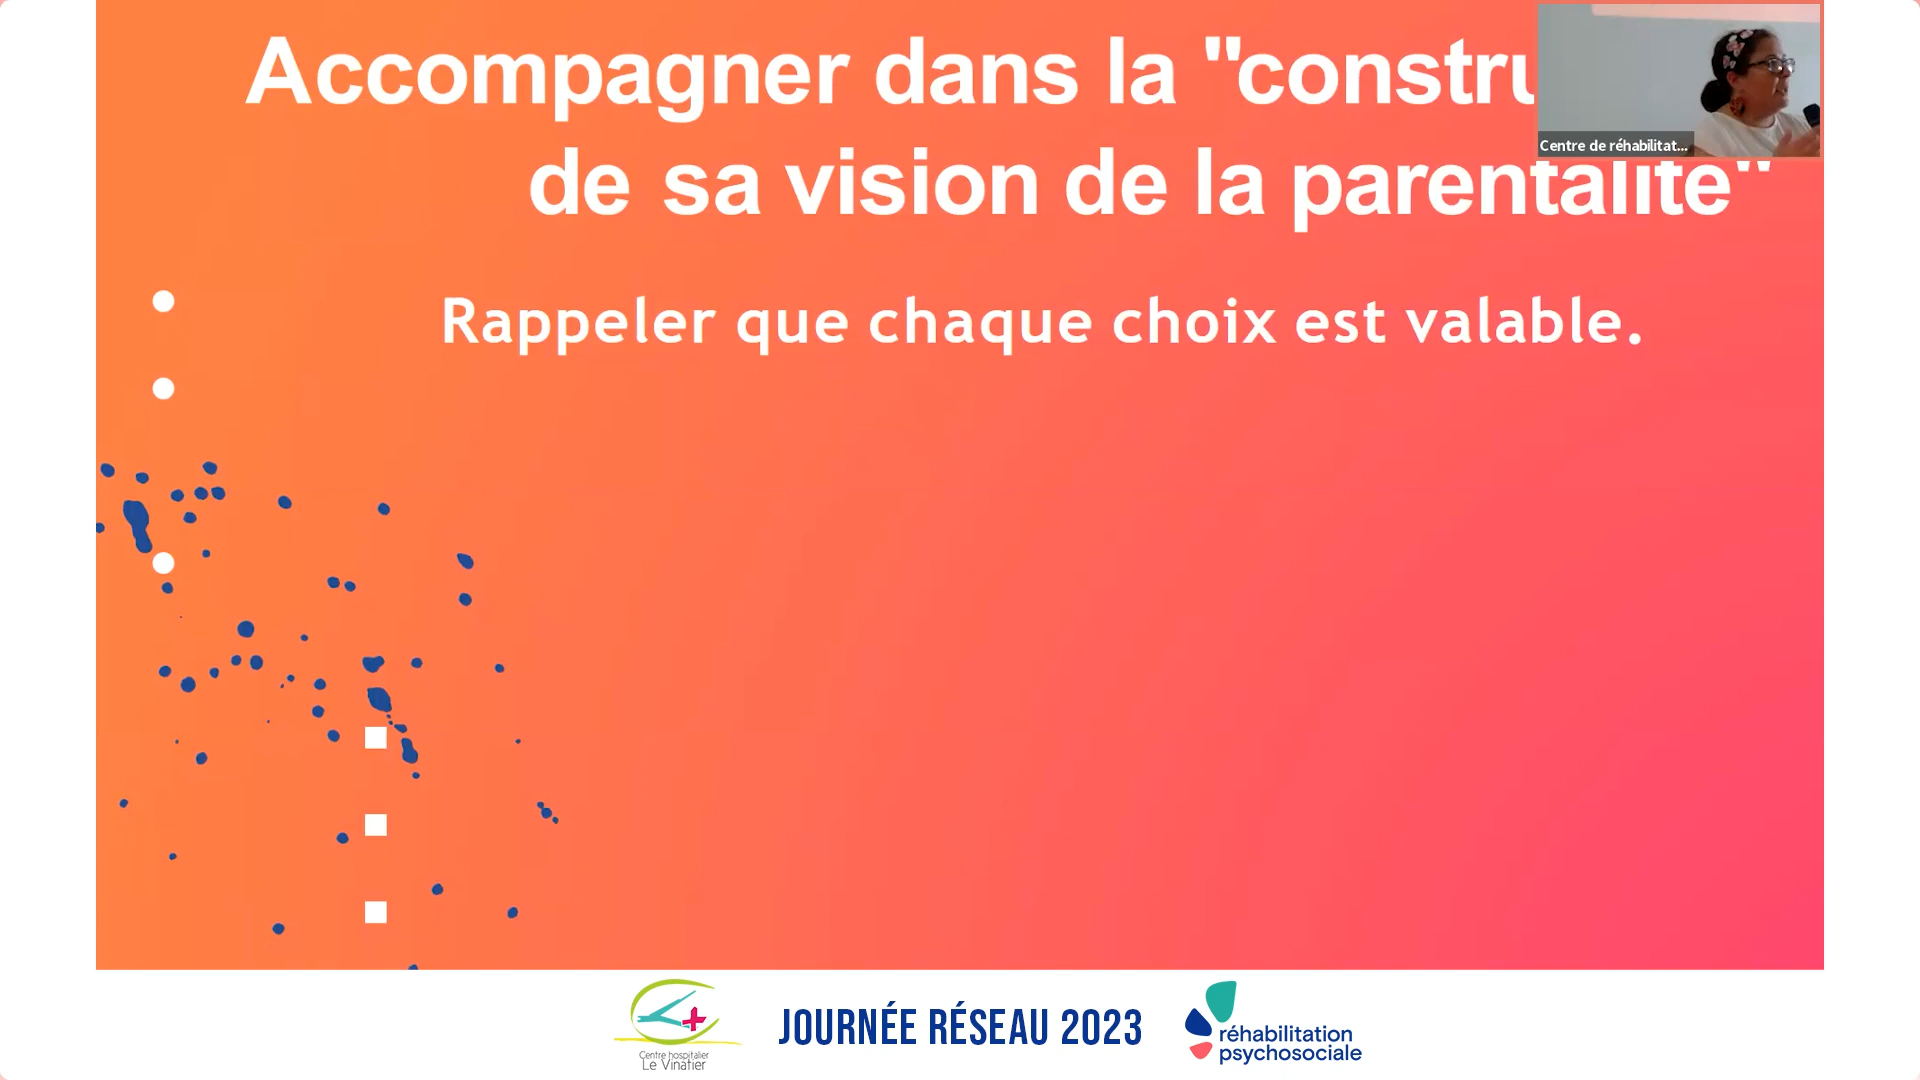 Accompagner dans la "constru
de sa vision de la parentalité"
Centre de réhabilitat...
Rappeler que chaque choix est valable.
Centre hospitalier
Le Vinatier
JOURNÉE RÉSEAU 2023
réhabilitation
psychosociale